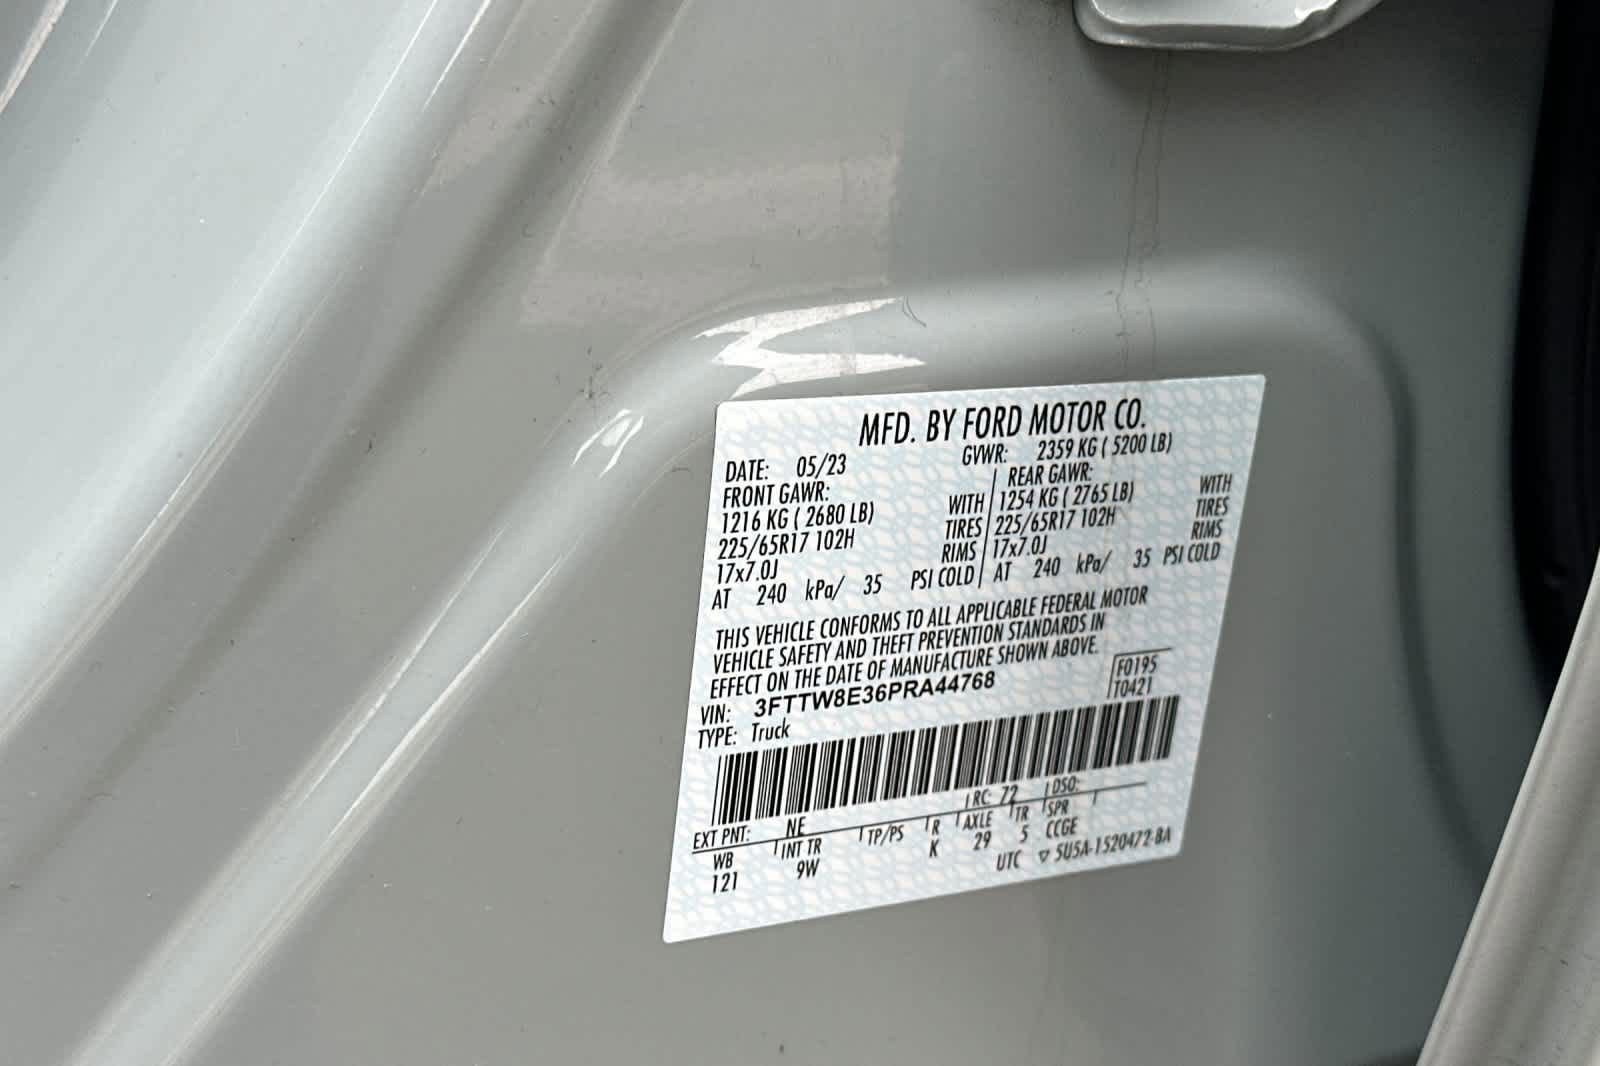 MFD. BY FORD MOTOR CO.
DATE: 05/23 GVWR: 2359 KG ( 5200 LB)
FRONT GAWR: REAR GAWR:
1216 KG ( 2680 LB) WITH 1254 KG ( 2765 LB) WITH
225/65R17 102H TIRES 225/65R17 102H TIRES
17x7.0J RIMS 17x7.0J RIMS
AT 240 kPa/ 35 PSI COLD AT 240 kPa/ 35 PSI COLD
THIS VEHICLE CONFORMS TO ALL APPLICABLE FEDERAL MOTOR
VEHICLE SAFETY AND THEFT PREVENTION STANDARDS IN
EFFECT ON THE DATE OF MANUFACTURE SHOWN ABOVE.
VIN: 3FTTW8E36PRA44768 F0195
TYPE: Truck T0421
EXT PNT: NE RC: 72 DSO:
WB INT TR TP/PS R AXLE TR SPR
121 9W K 29 5 CCGE
UTC ▽ 5U5A-1520472-BA